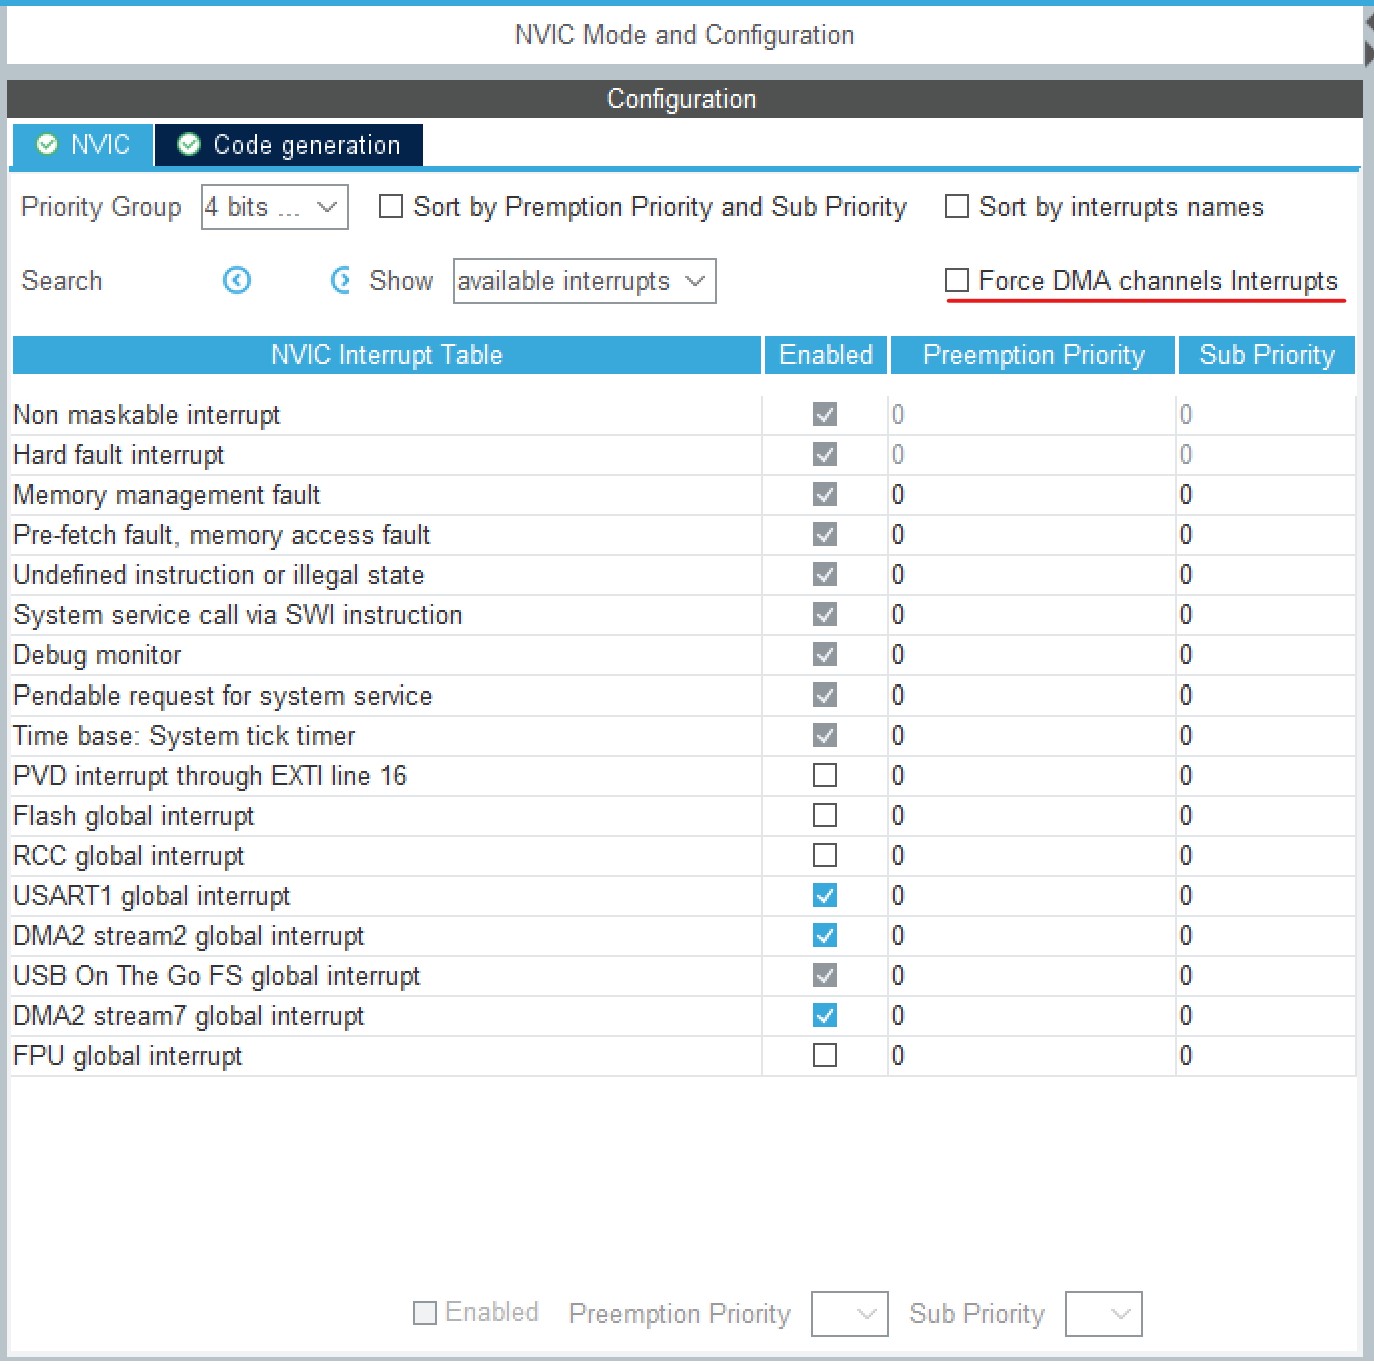 NVIC Mode and Configuration
Configuration
NVIC Code generation
Priority Group 4 bits ... Sort by Premption Priority and Sub Priority Sort by interrupts names
Search Show available interrupts Force DMA channels Interrupts
NVIC Interrupt Table Enabled Preemption Priority Sub Priority
Non maskable interrupt 0 0
Hard fault interrupt 0 0
Memory management fault 0 0
Pre-fetch fault, memory access fault 0 0
Undefined instruction or illegal state 0 0
System service call via SWI instruction 0 0
Debug monitor 0 0
Pendable request for system service 0 0
Time base: System tick timer 0 0
PVD interrupt through EXTI line 16 0 0
Flash global interrupt 0 0
RCC global interrupt 0 0
USART1 global interrupt 0 0
DMA2 stream2 global interrupt 0 0
USB On The Go FS global interrupt 0 0
DMA2 stream7 global interrupt 0 0
FPU global interrupt 0 0
Enabled Preemption Priority Sub Priority